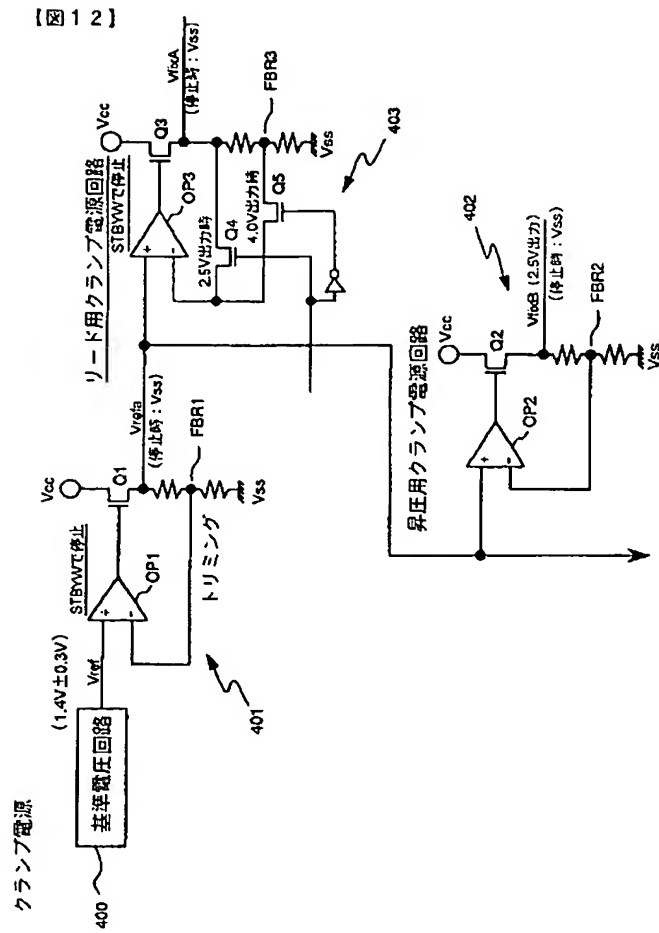 【図12】
クランプ電源
400
基準電圧回路
(1.4V±0.3V)
Vref
STBYWで停止
+
-
OP1
401
Vcc
Q1
トリミング
FBR1
Vss
Vrefa
(停止時:Vss)
リード用クランプ電源回路
STBYWで停止
+
-
OP3
Vcc
Q3
VfixA
(停止時:Vss)
FBR3
Vss
2.5V出力時
Q4
4.0V出力時
Q5
403
昇圧用クランプ電源回路
402
+
-
OP2
Vcc
Q2
VfixB (2.5V出力)
(停止時:Vss)
FBR2
Vss